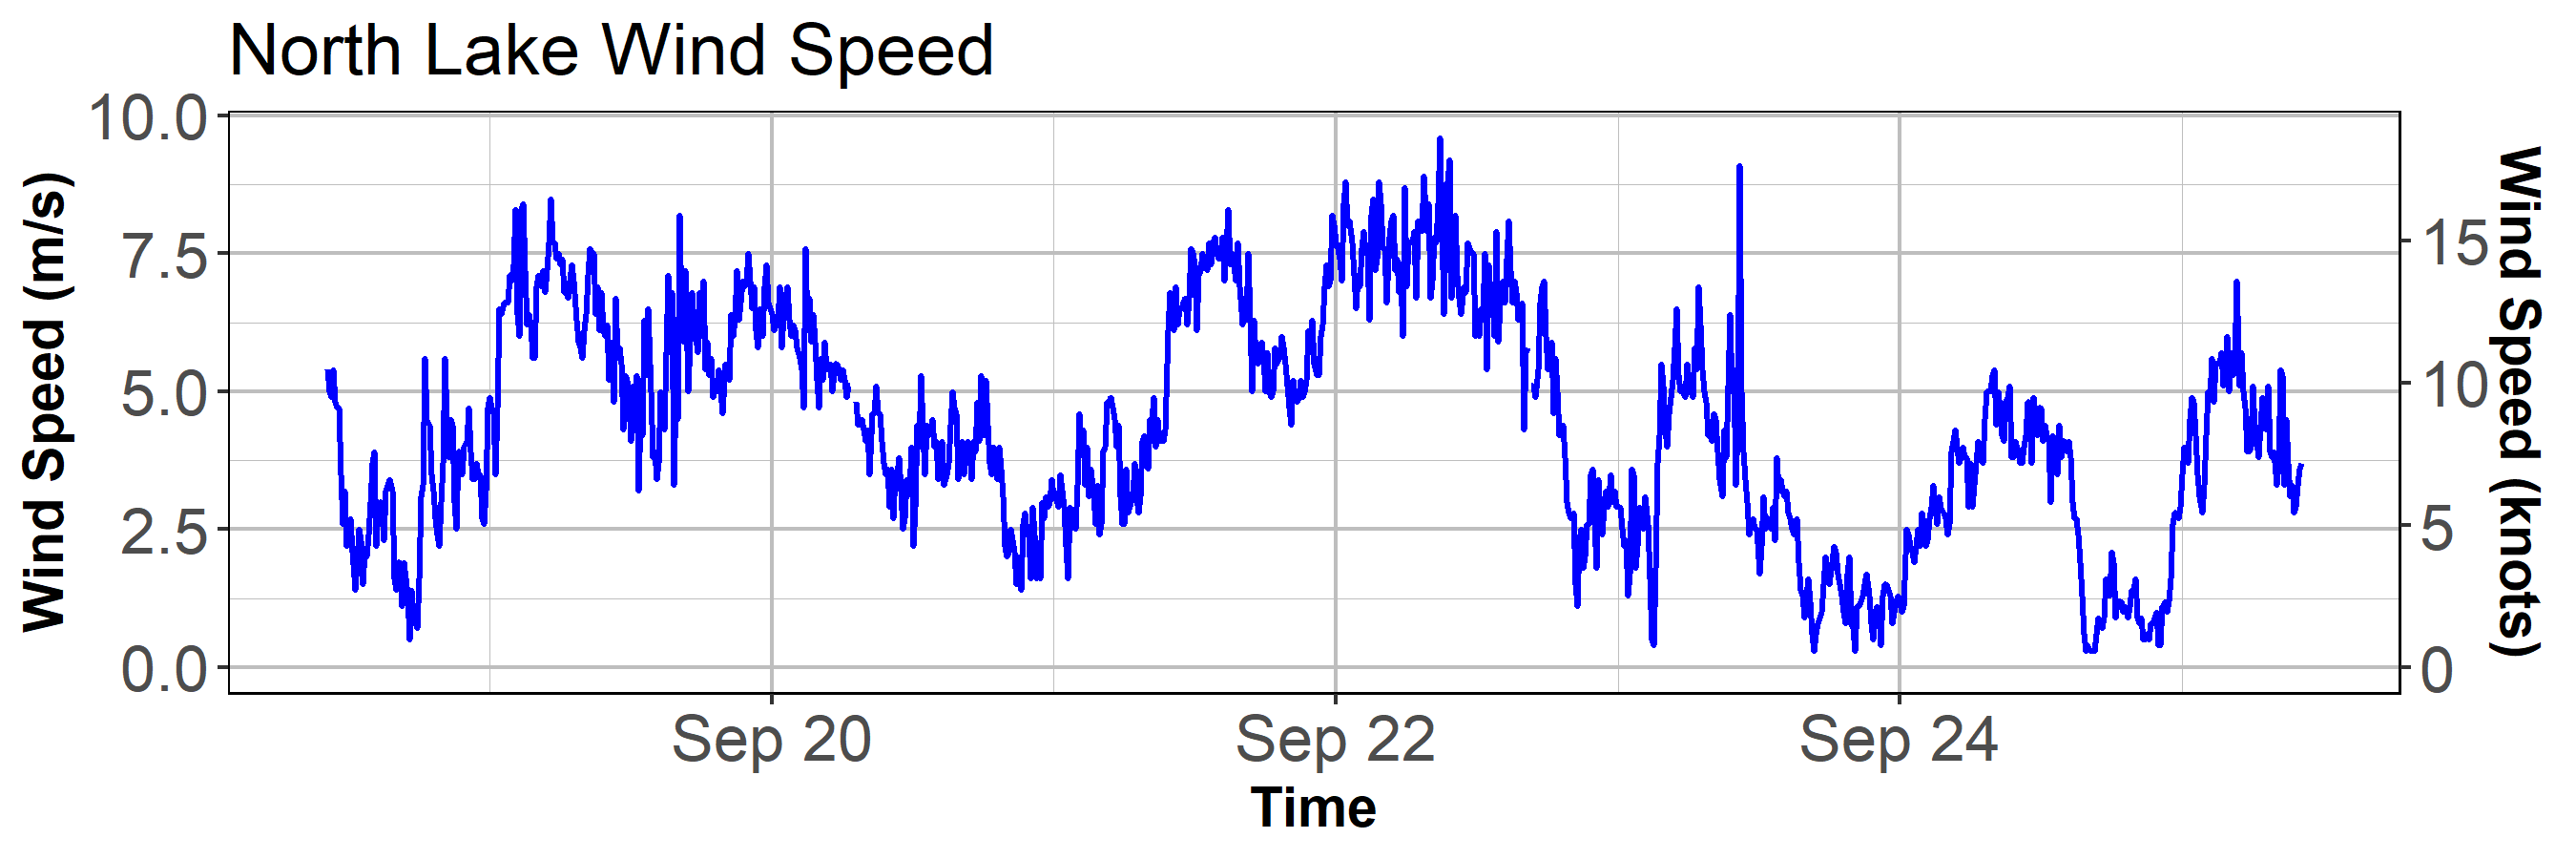 North Lake Wind Speed
10.0
7.5
5.0
2.5
0.0
Wind Speed (m/s)
15
10
5
0
Wind Speed (knots)
Sep 20
Sep 22
Sep 24
Time